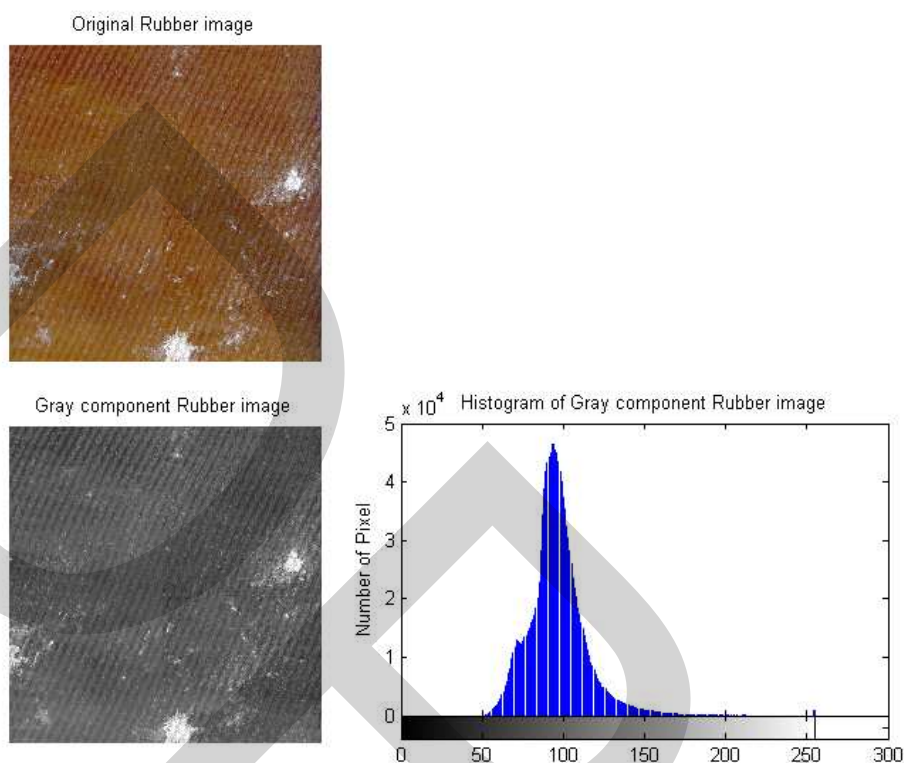 Original Rubber image
Gray component Rubber image
Histogram of Gray component Rubber image
x 10^4
5
4
3
2
1
0
Number of Pixel
0 50 100 150 200 250 300